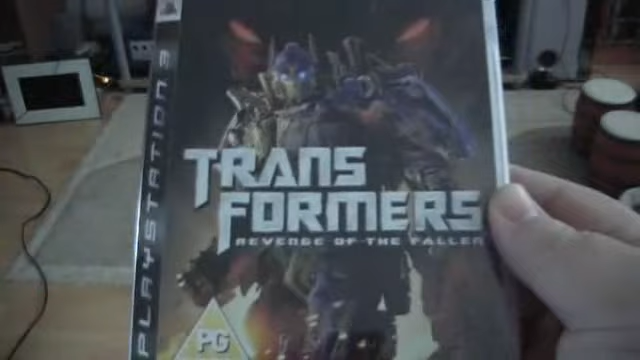 PLAYSTATION 3
TRANS
FORMERS
REVENGE OF THE FALLEN
PG